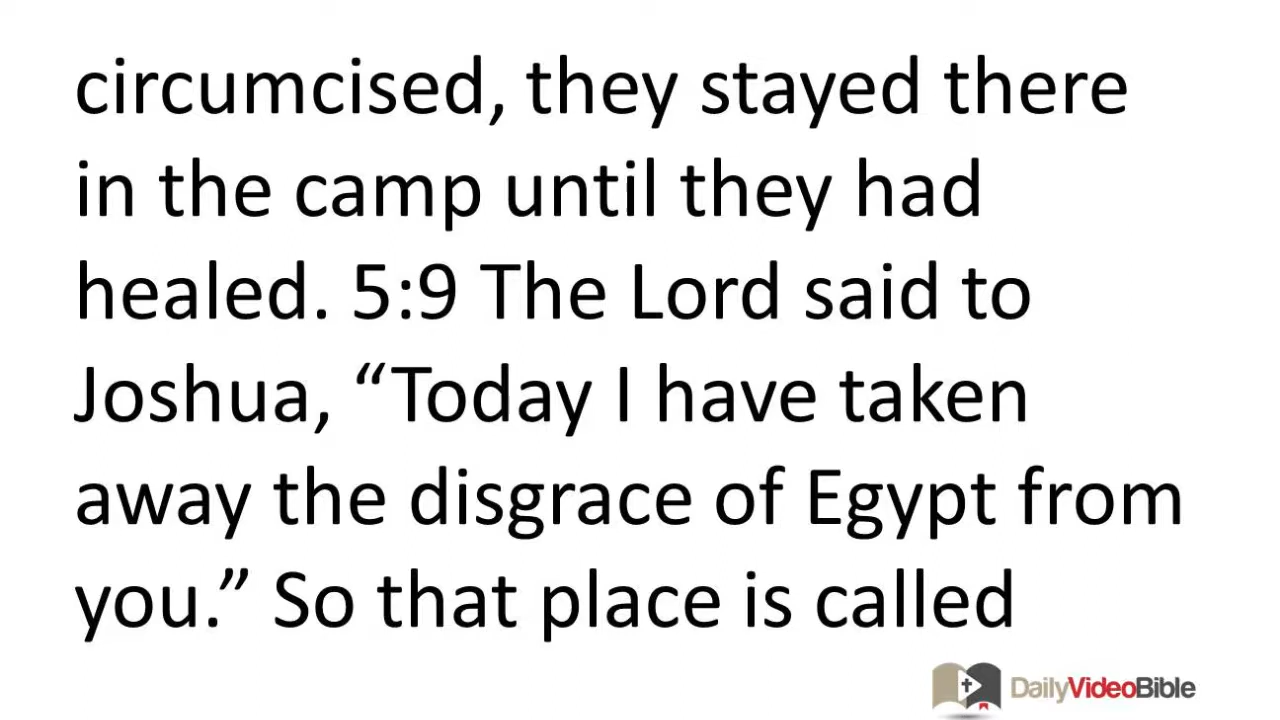 circumcised, they stayed there
in the camp until they had
healed. 5:9 The Lord said to
Joshua, “Today I have taken
away the disgrace of Egypt from
you.” So that place is called
DailyVideoBible